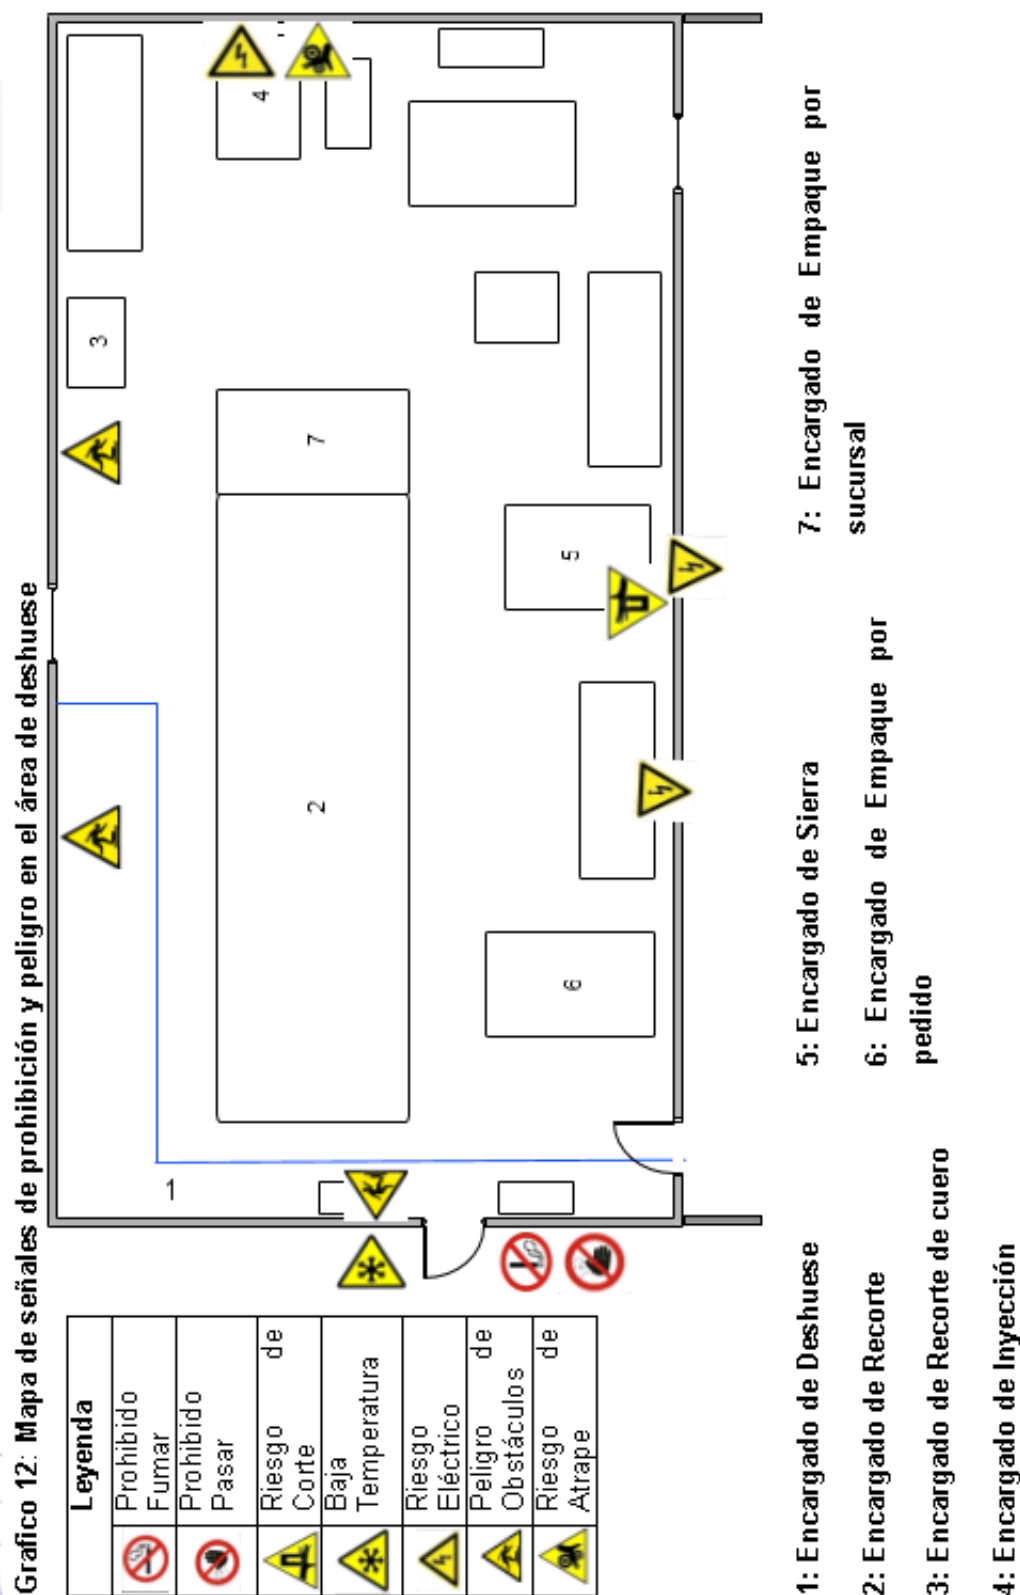 Grafico 12: Mapa de señales de prohibición y peligro en el área de deshuese
Leyenda
Prohibido
Fumar
Prohibido
Pasar
Riesgo de
Corte
Baja
Temperatura
Riesgo
Eléctrico
Peligro de
Obstáculos
Riesgo de
Atrape
1
2
3
4
5
6
7
1: Encargado de Deshuese
2: Encargado de Recorte
3: Encargado de Recorte de cuero
4: Encargado de Inyección
5: Encargado de Sierra
6: Encargado de Empaque por
pedido
7: Encargado de Empaque por
sucursal